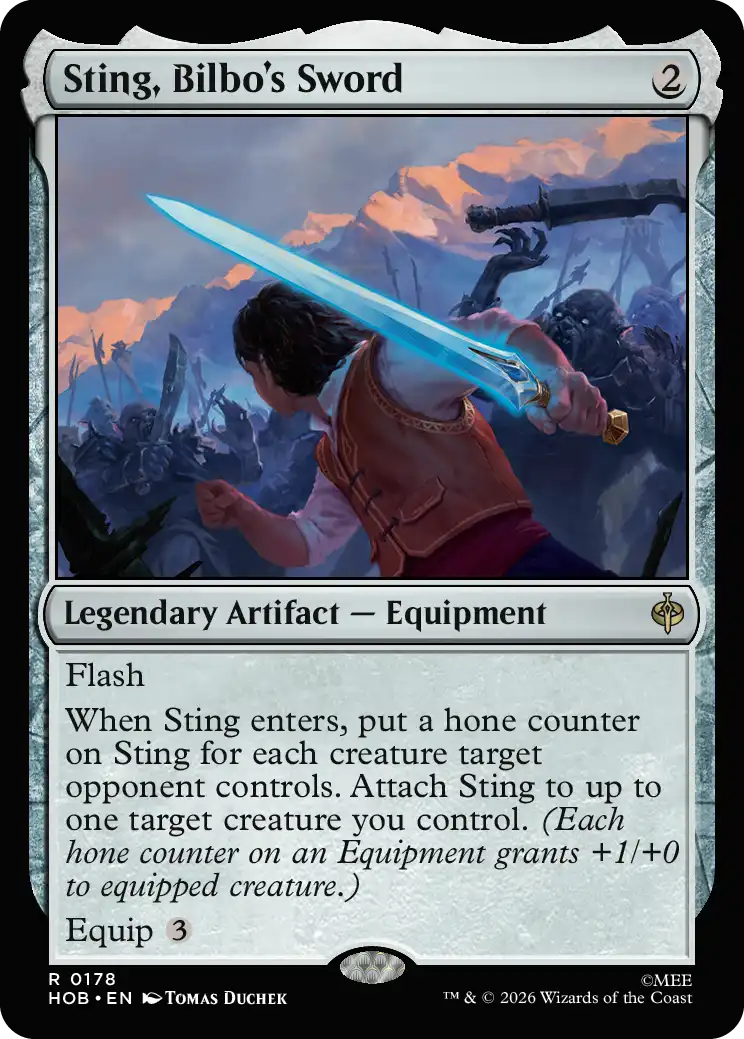 Sting, Bilbo's Sword 2
Legendary Artifact — Equipment
Flash
When Sting enters, put a hone counter
on Sting for each creature target
opponent controls. Attach Sting to up to
one target creature you control. (Each
hone counter on an Equipment grants +1/+0
to equipped creature.)
Equip 3
R 0178
HOB • EN Tomas Duchek
©MEE
™ & © 2026 Wizards of the Coast